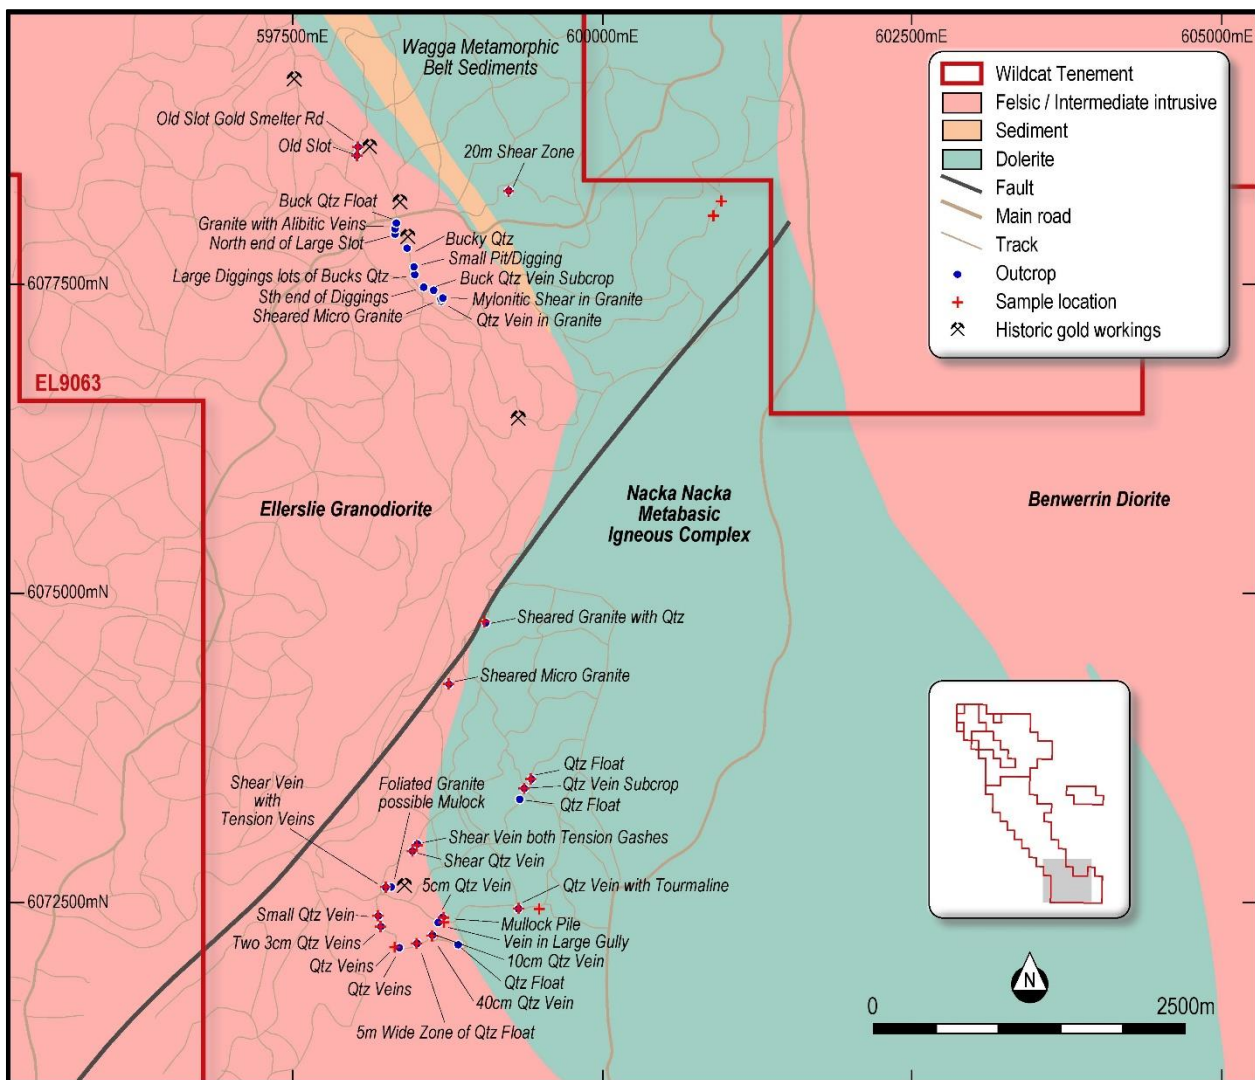 597500mE
600000mE
602500mE
605000mE
Wagga Metamorphic
Belt Sediments
Wildcat Tenement
Felsic / Intermediate intrusive
Sediment
Dolerite
Fault
Main road
Track
Outcrop
Sample location
Historic gold workings
Old Slot Gold Smelter Rd
Old Slot
20m Shear Zone
Buck Qtz Float
Granite with Alibitic Veins
North end of Large Slot
Bucky Qtz
Small Pit/Digging
Large Diggings lots of Bucks Qtz
Buck Qtz Vein Subcrop
6077500mN
Sth end of Diggings
Mylonitic Shear in Granite
Sheared Micro Granite
Qtz Vein in Granite
EL9063
Ellerslie Granodiorite
Nacka Nacka
Metabasic
Igneous Complex
Benwerrin Diorite
6075000mN
Sheared Granite with Qtz
Sheared Micro Granite
Qtz Float
Qtz Vein Subcrop
Qtz Float
Shear Vein
with
Tension Veins
Foliated Granite
possible Mulock
Shear Vein both Tension Gashes
Shear Qtz Vein
5cm Qtz Vein
Qtz Vein with Tourmaline
6072500mN
Small Qtz Vein
Mullock Pile
Vein in Large Gully
Two 3cm Qtz Veins
10cm Qtz Vein
Qtz Veins
Qtz Float
Qtz Veins
40cm Qtz Vein
5m Wide Zone of Qtz Float
N
0
2500m